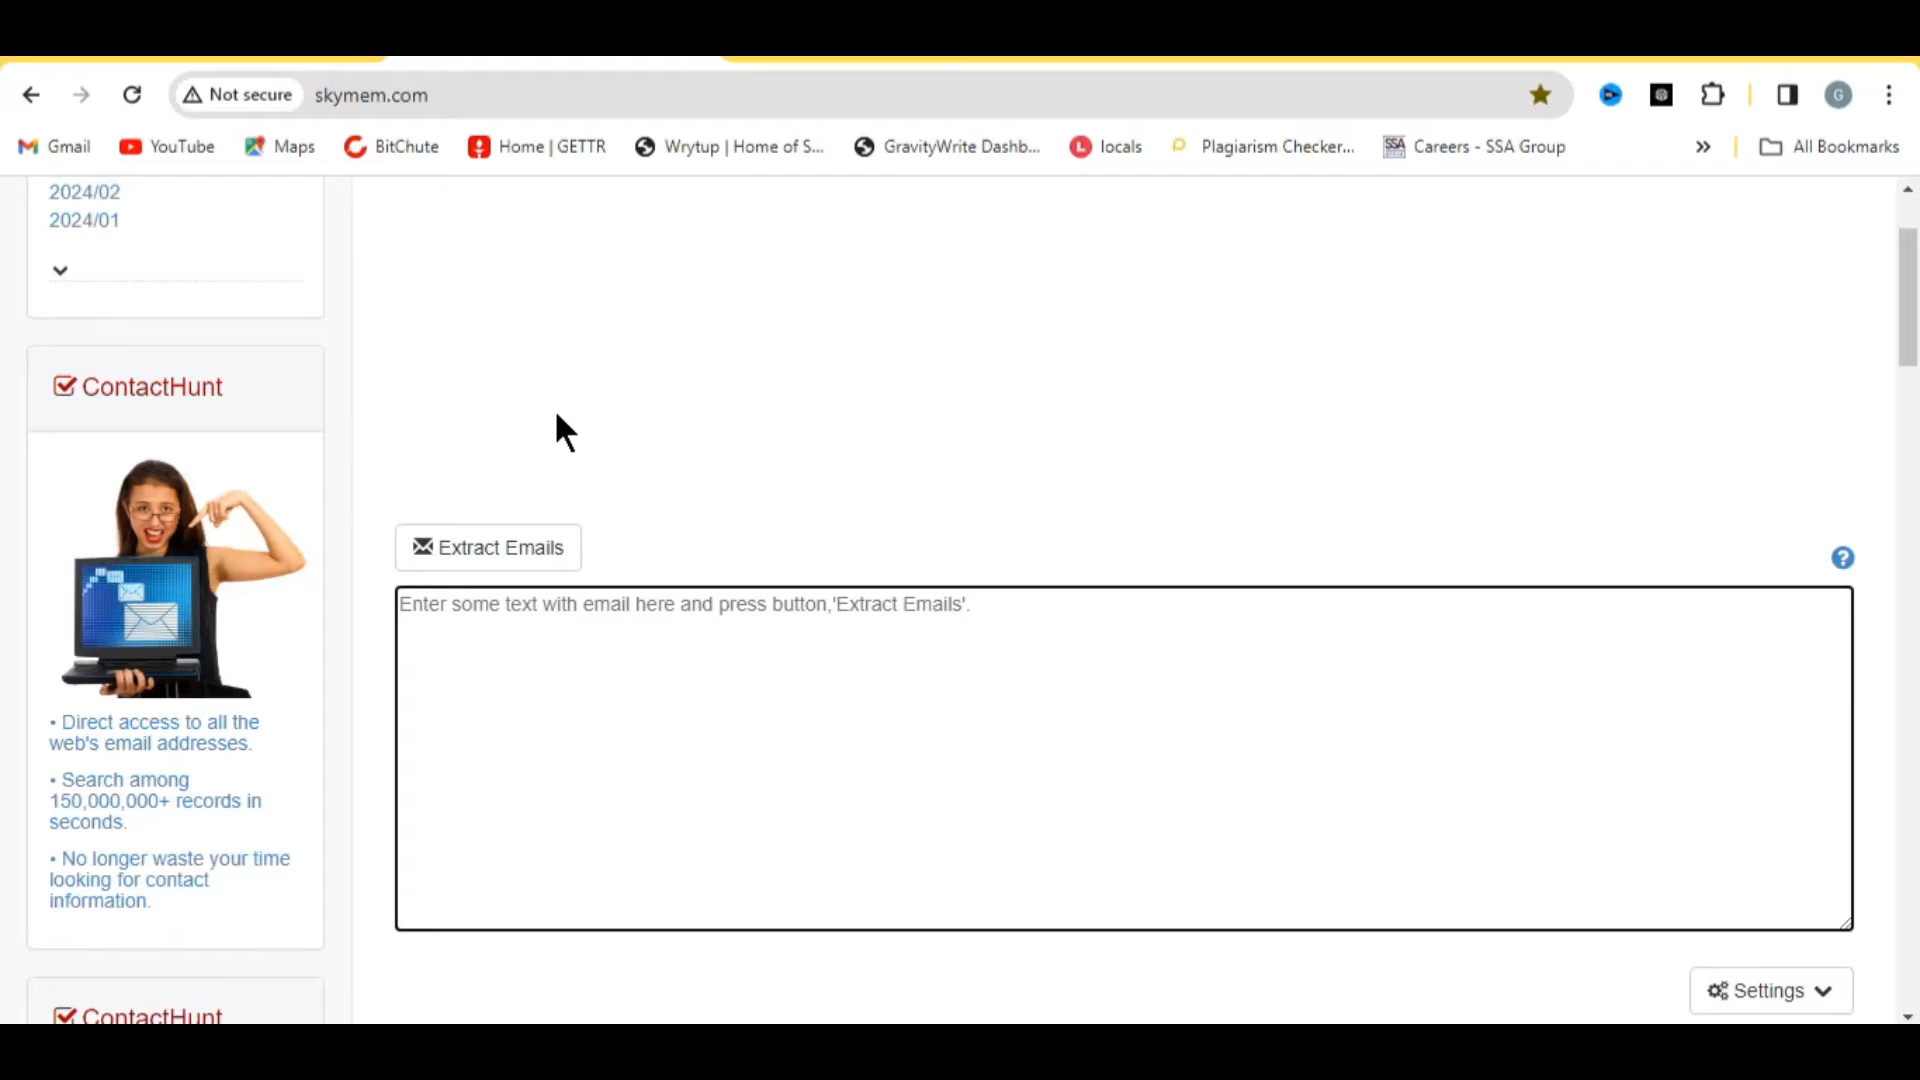 Not secure skymem.com
Gmail YouTube Maps BitChute Home | GETTR Wrytup | Home of S... GravityWrite Dashb... L locals P Plagiarism Checker... SSA Careers - SSA Group » All Bookmarks
G
2024/02
2024/01
ContactHunt
• Direct access to all the
web's email addresses.
• Search among
150,000,000+ records in
seconds.
• No longer waste your time
looking for contact
information.
ContactHunt
Extract Emails
?
Enter some text with email here and press button,'Extract Emails'.
Settings